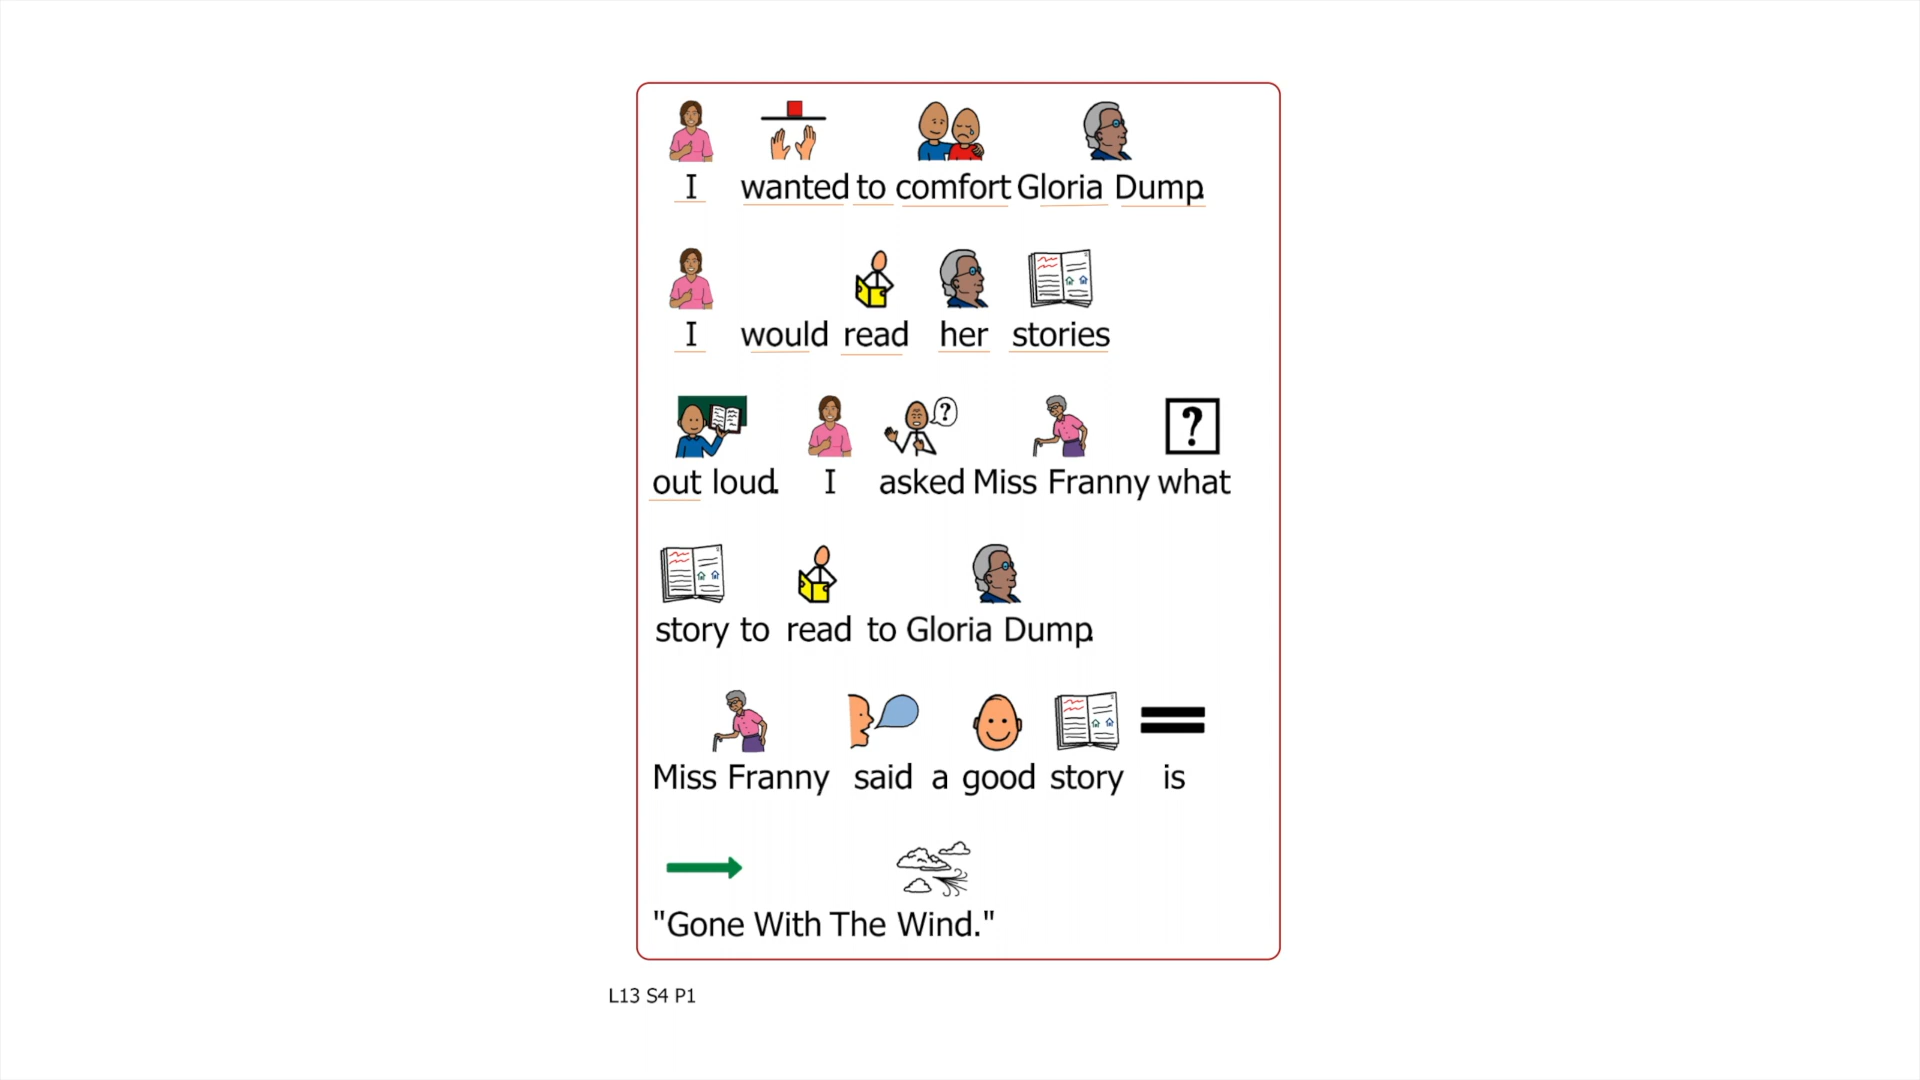 I wanted to comfort Gloria Dump.
I would read her stories
out loud. I asked Miss Franny what
story to read to Gloria Dump.
Miss Franny said a good story is
"Gone With The Wind."
L13 S4 P1